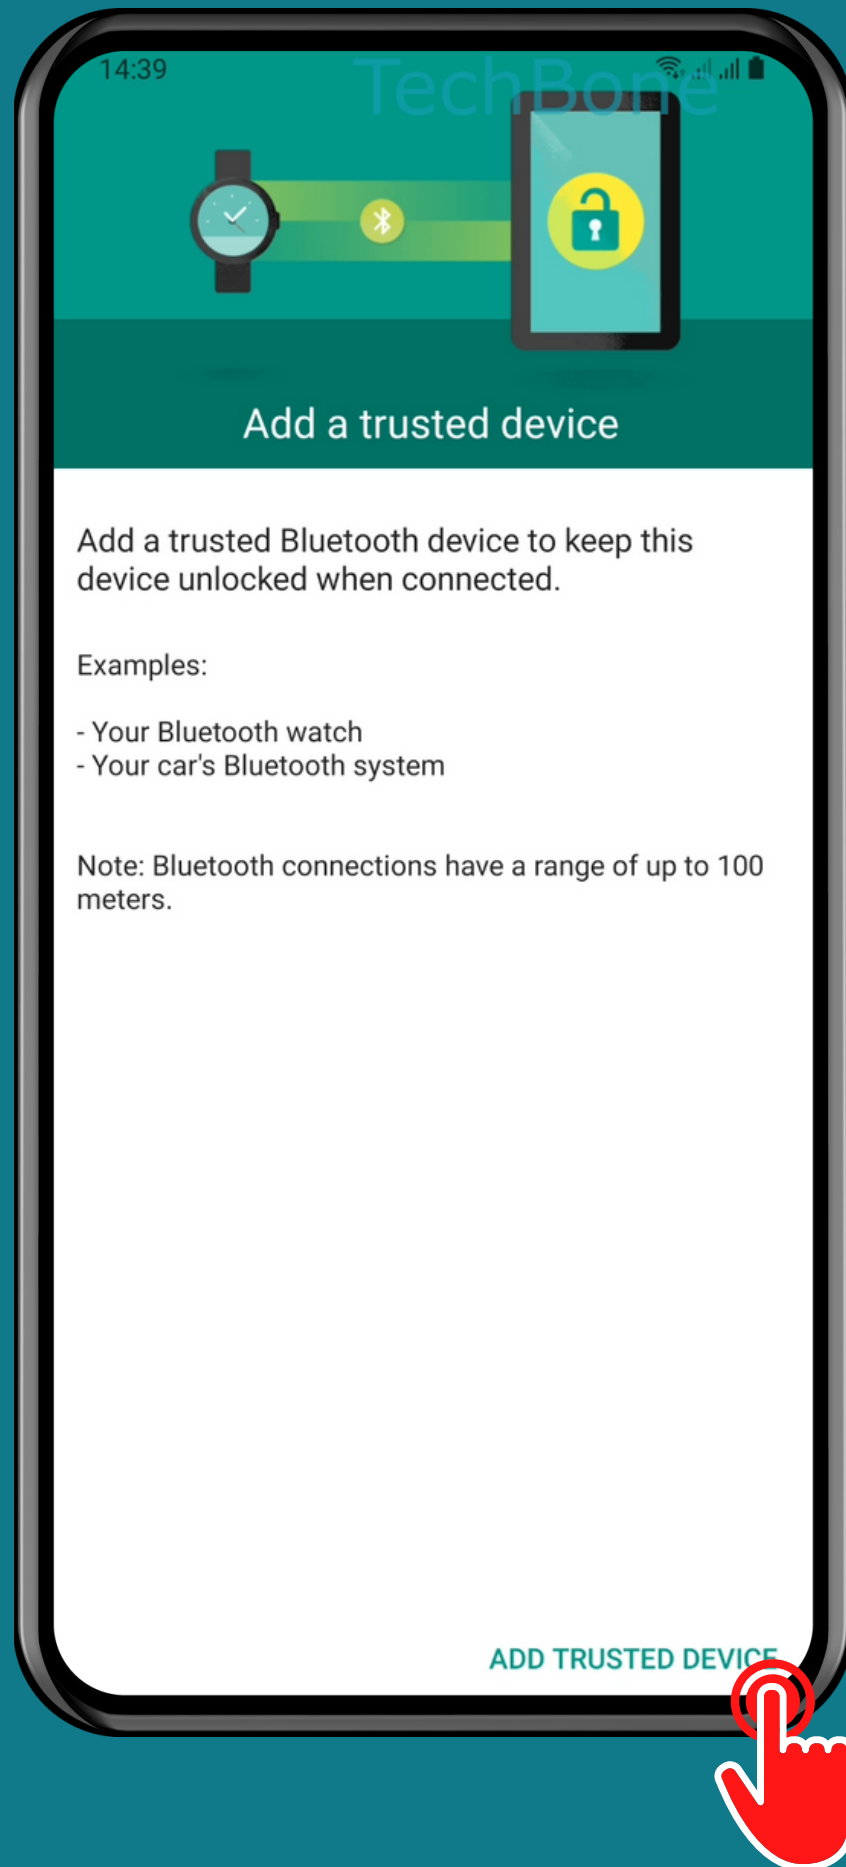 14:39
TechBone
Add a trusted device
Add a trusted Bluetooth device to keep this
device unlocked when connected.
Examples:
- Your Bluetooth watch
- Your car's Bluetooth system
Note: Bluetooth connections have a range of up to 100
meters.
ADD TRUSTED DEVICE